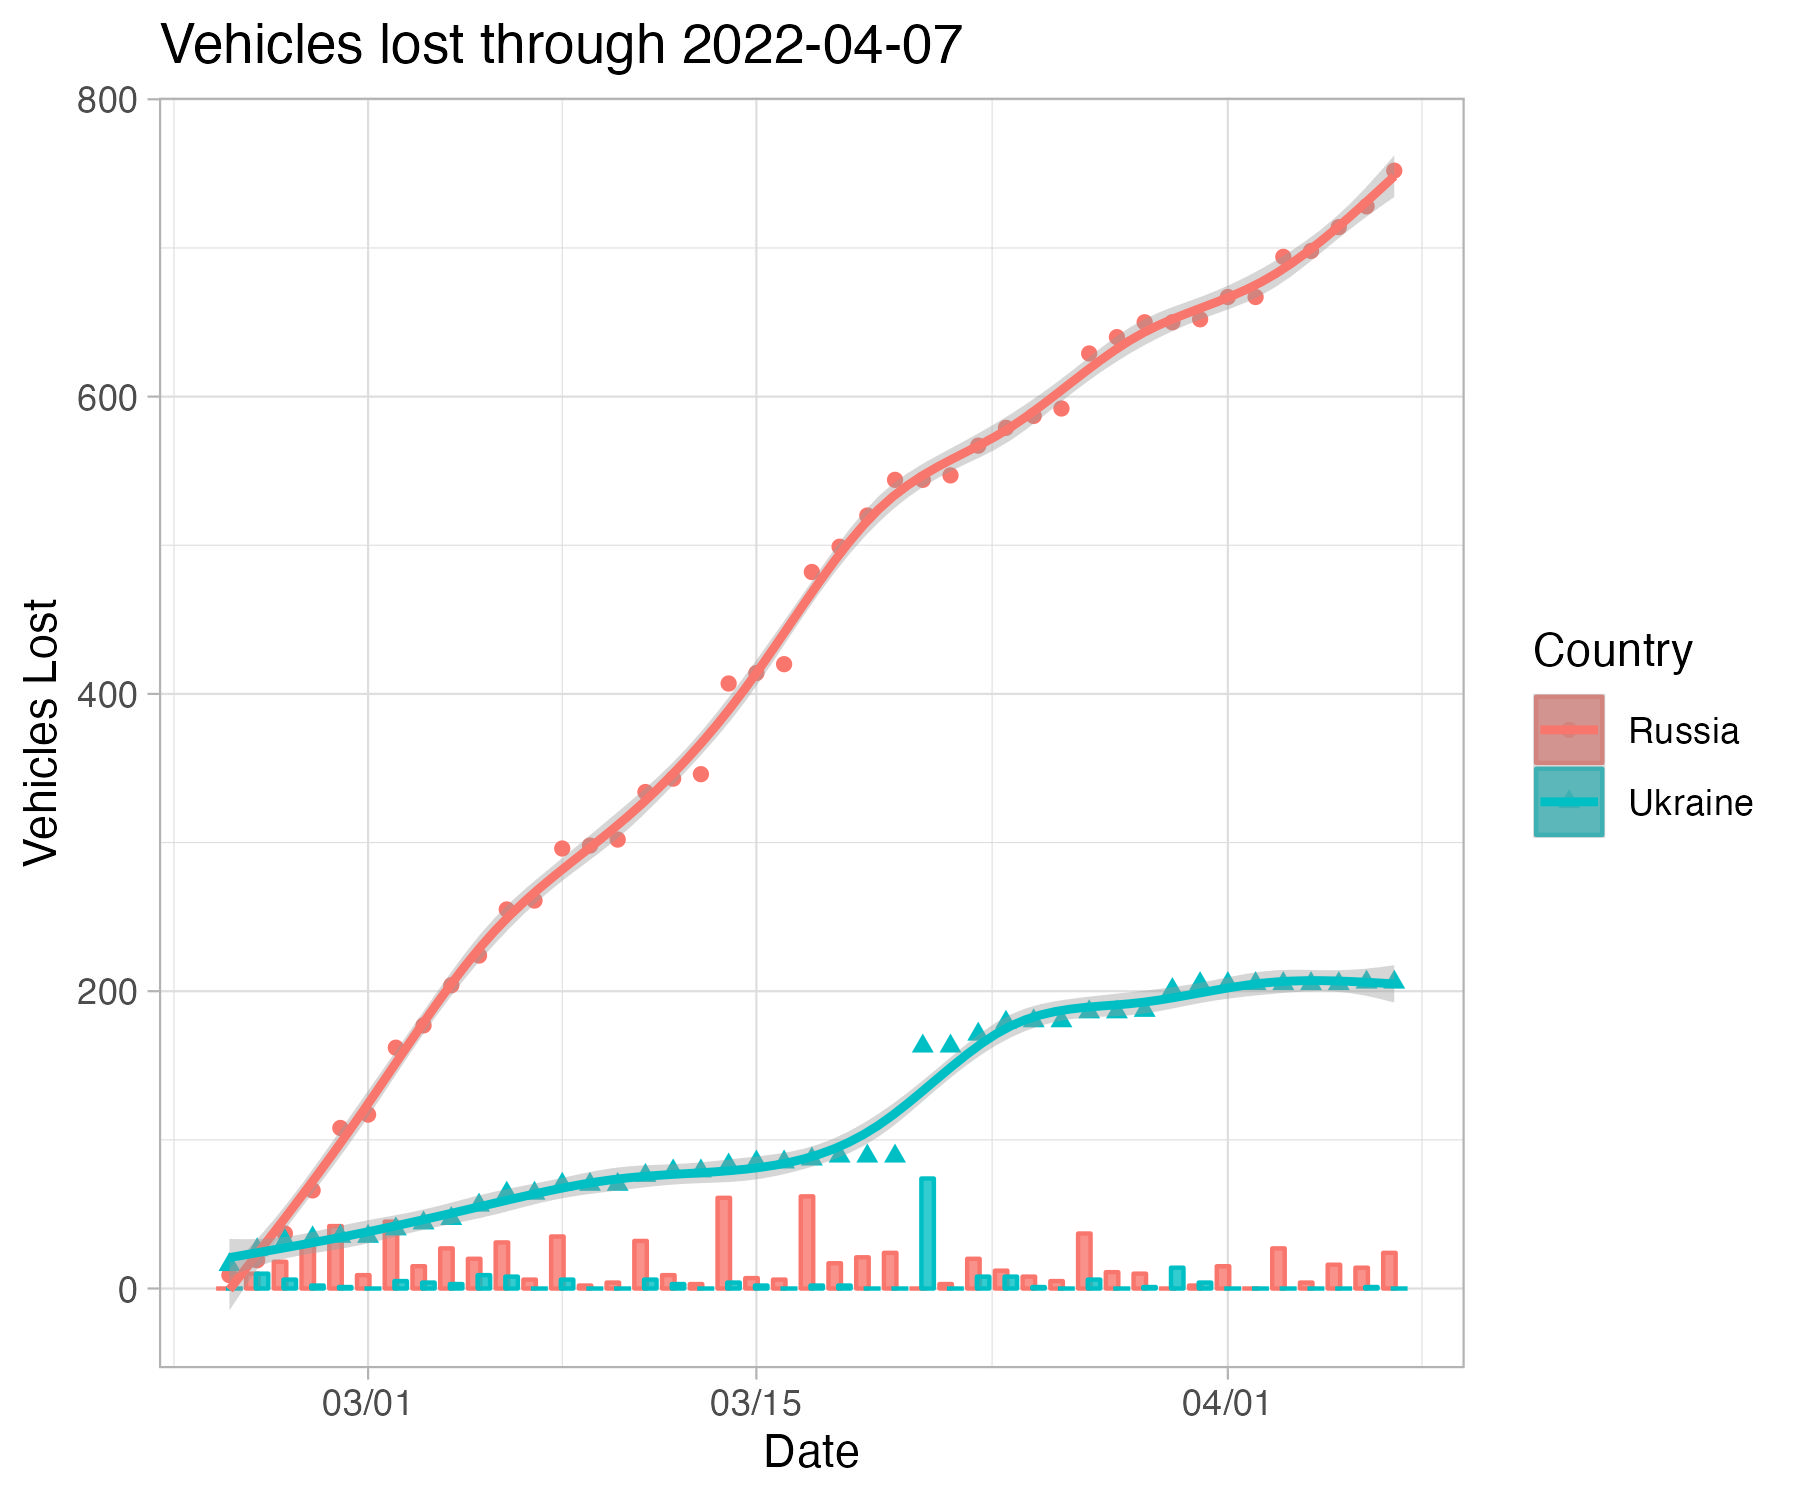 Vehicles lost through 2022-04-07
800
600
400
200
0
Vehicles Lost
03/01
03/15
04/01
Date
Country
Russia
Ukraine